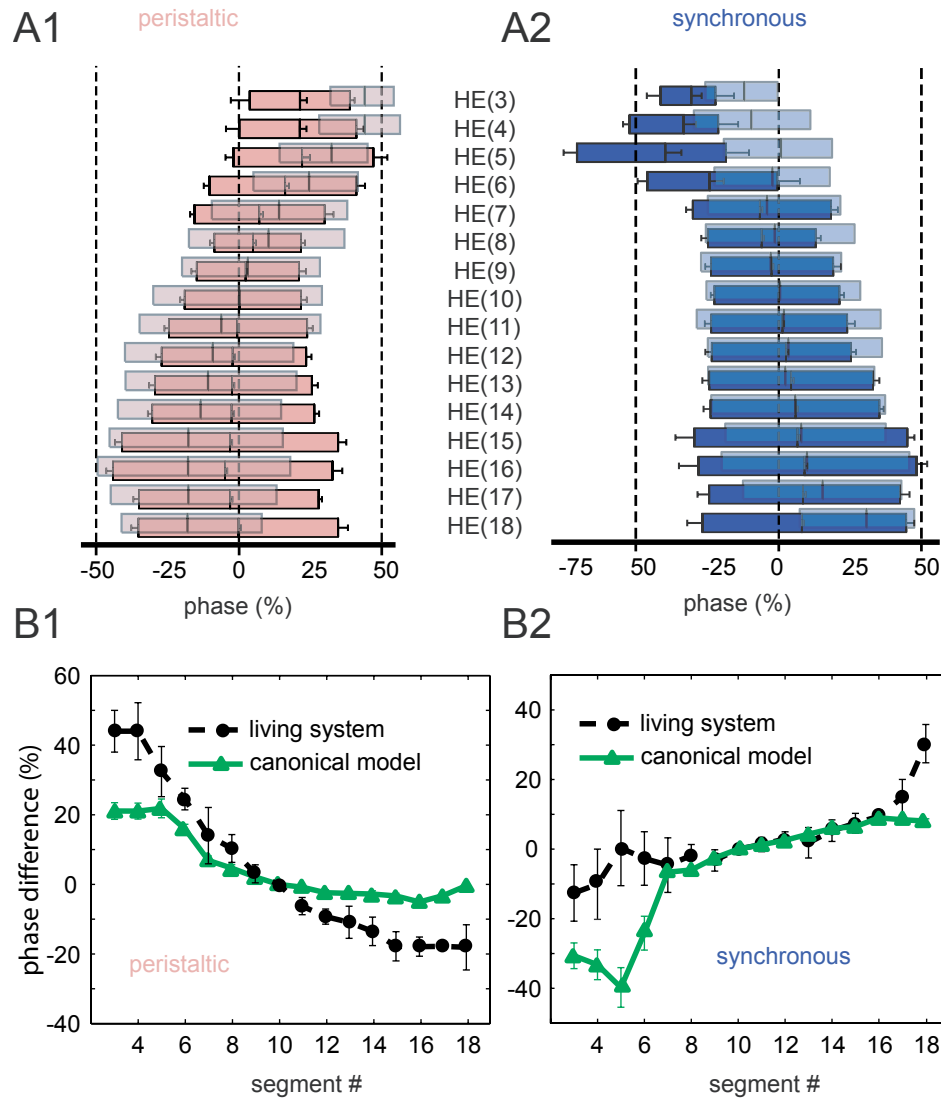 A1
peristaltic
A2
synchronous
HE(3)
HE(4)
HE(5)
HE(6)
HE(7)
HE(8)
HE(9)
HE(10)
HE(11)
HE(12)
HE(13)
HE(14)
HE(15)
HE(16)
HE(17)
HE(18)
-50 0 50
phase (%)
-75 -50 -25 0 25 50
phase (%)
B1
60
40
20
0
-20
-40
phase difference (%)
living system
canonical model
peristaltic
4 6 8 10 12 14 16 18
segment #
B2
40
20
0
-20
-40
living system
canonical model
synchronous
4 6 8 10 12 14 16 18
segment #